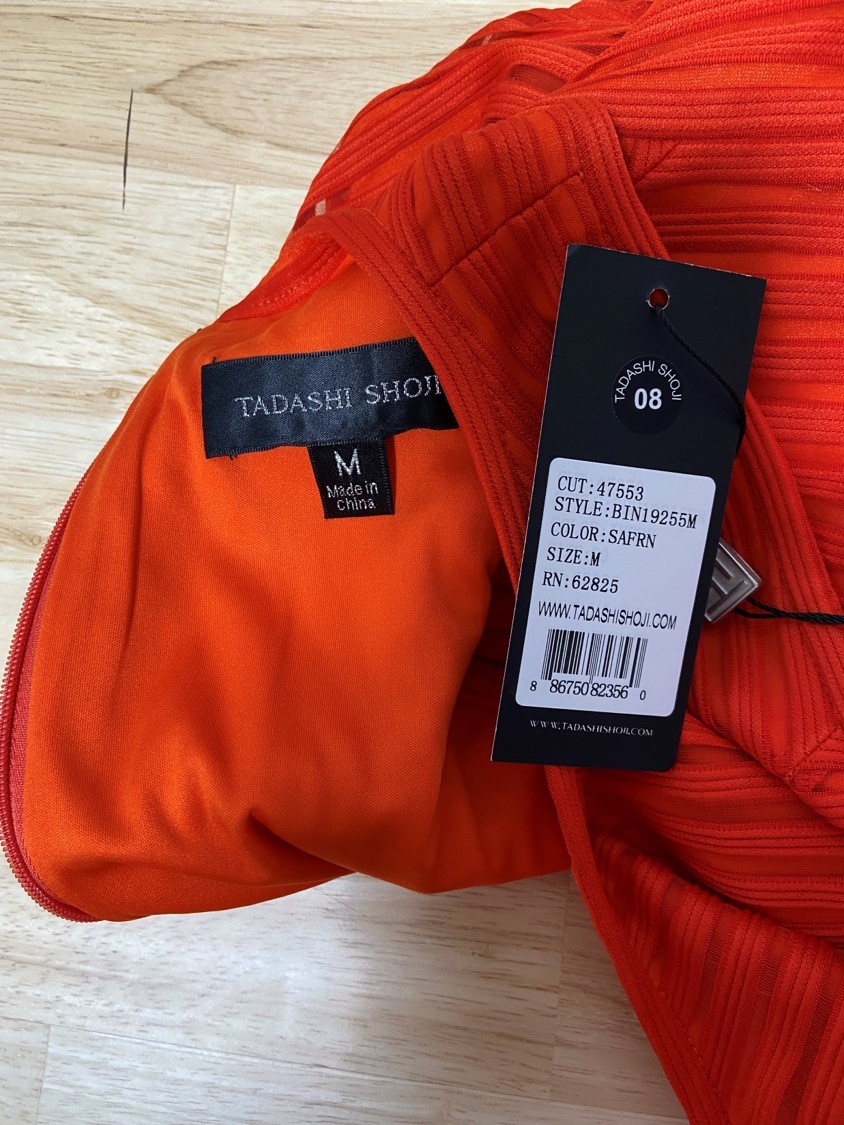 TADASHI SHOJI
M
Made in
China
TADASHI SHOJI
08
CUT:47553
STYLE:BIN19255M
COLOR:SAFRN
SIZE:M
RN:62825
WWW.TADASHISHOJI.COM
8 86750 82356 0
WWW.TADASHISHOJI.COM